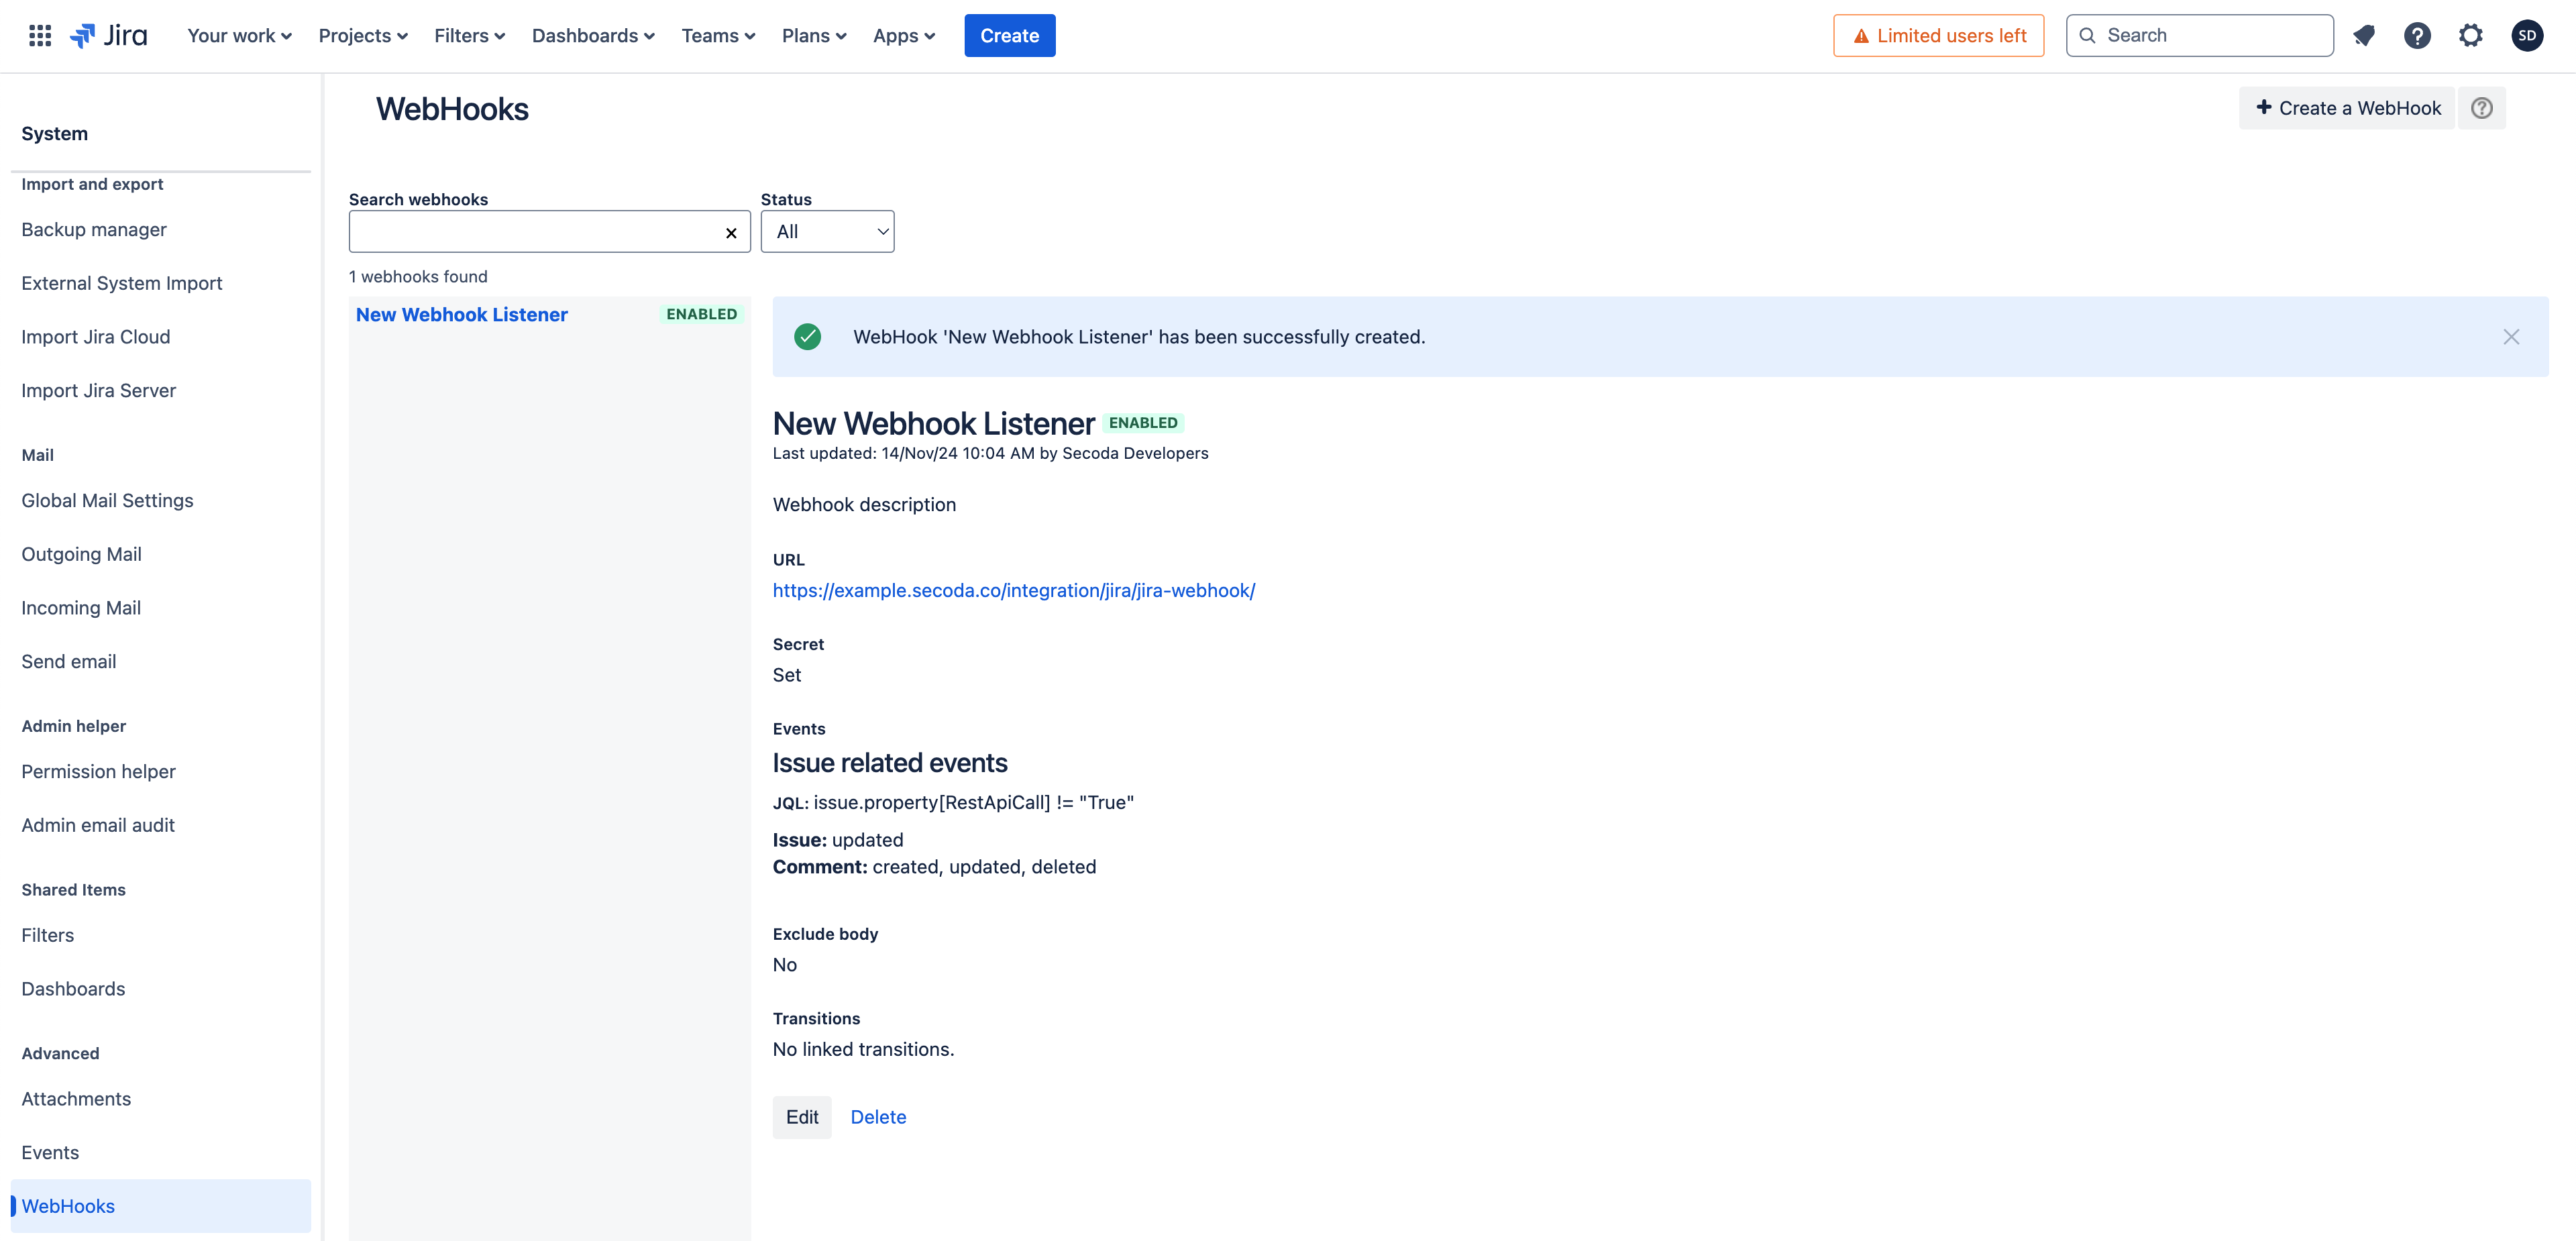 Jira
Your work
Projects
Filters
Dashboards
Teams
Plans
Apps
Create
Limited users left
Search
SD
System
Import and export
Backup manager
External System Import
Import Jira Cloud
Import Jira Server
Mail
Global Mail Settings
Outgoing Mail
Incoming Mail
Send email
Admin helper
Permission helper
Admin email audit
Shared Items
Filters
Dashboards
Advanced
Attachments
Events
WebHooks
WebHooks
Create a WebHook
Search webhooks
Status
All
1 webhooks found
New Webhook Listener ENABLED
WebHook 'New Webhook Listener' has been successfully created.
New Webhook Listener ENABLED
Last updated: 14/Nov/24 10:04 AM by Secoda Developers
Webhook description
URL
https://example.secoda.co/integration/jira/jira-webhook/
Secret
Set
Events
Issue related events
JQL: issue.property[RestApiCall] != "True"
Issue: updated
Comment: created, updated, deleted
Exclude body
No
Transitions
No linked transitions.
Edit
Delete